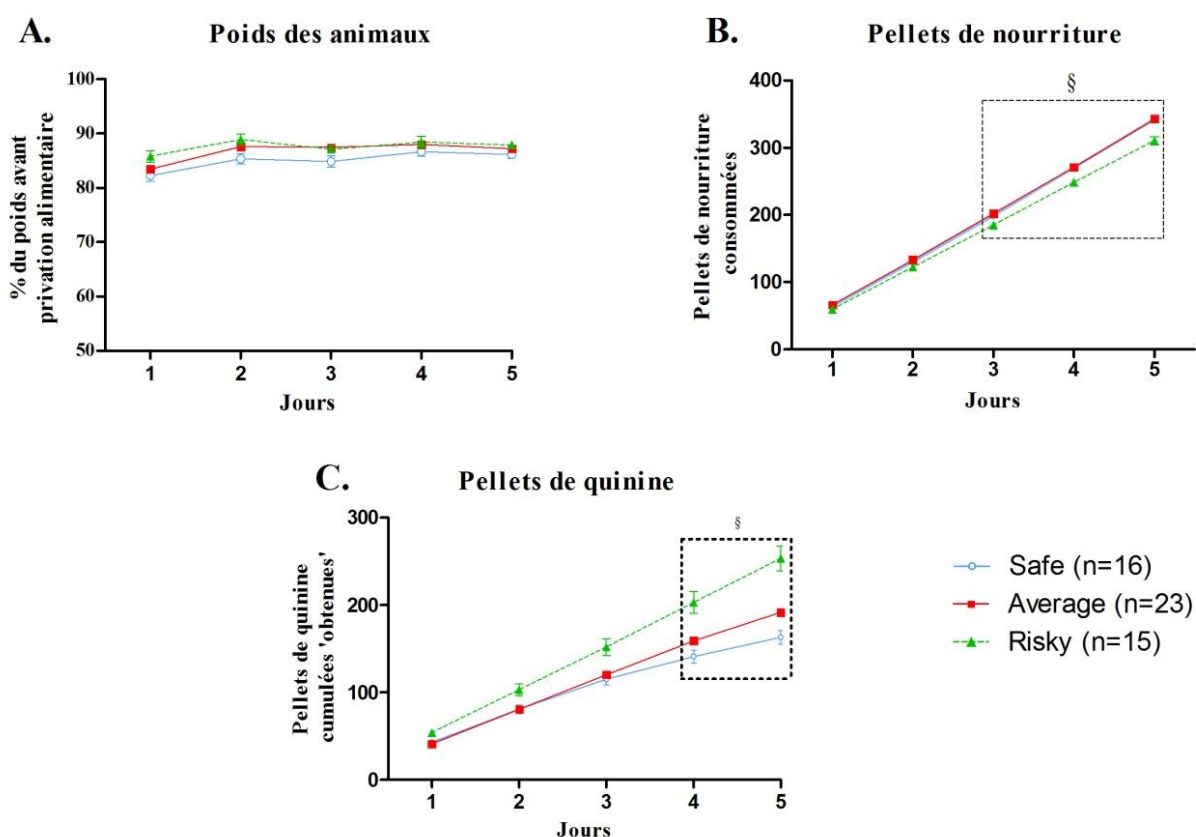 A.
Poids des animaux
% du poids avant
privation alimentaire
100
90
80
70
60
50
1 2 3 4 5
Jours
B.
Pellets de nourriture
Pellets de nourriture
consommées
400
300
200
100
0
§
1 2 3 4 5
Jours
C.
Pellets de quinine
Pellets de quinine
cumulées 'obtenues'
300
200
100
0
§
1 2 3 4 5
Jours
Safe (n=16)
Average (n=23)
Risky (n=15)